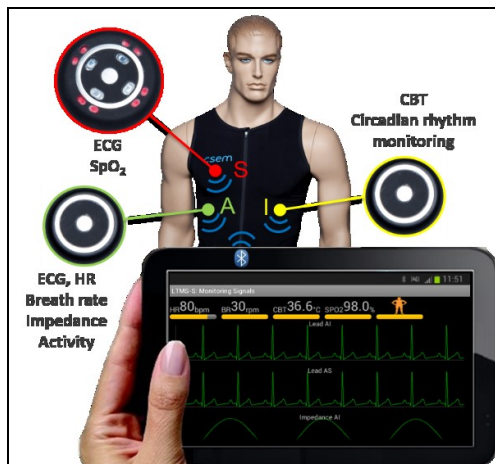 ECG
SpO₂
CBT
Circadian rhythm
monitoring
csem
S
A
I
ECG, HR
Breath rate
Impedance
Activity
11:51
LTMS-S: Monitoring Signals
HR80bpm BR30rpm CBT36.6°C SPO298.0%
Lead AI
Lead AS
Impedance AI